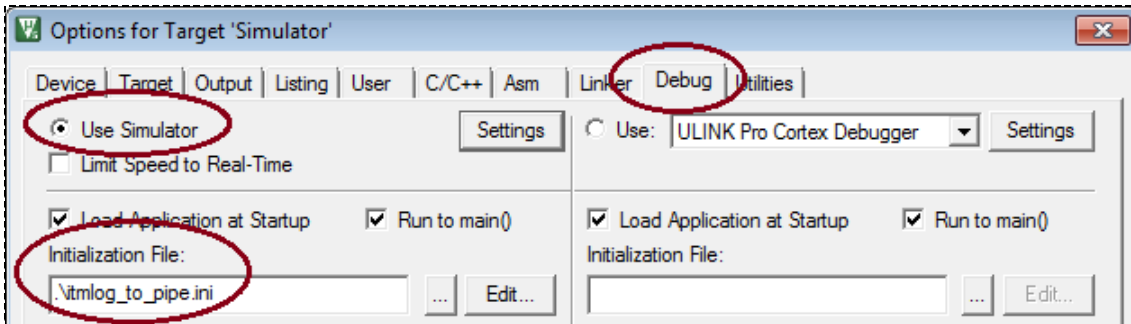 Options for Target 'Simulator'
Device Target Output Listing User C/C++ Asm Linker Debug Utilities
Use Simulator Settings Use: ULINK Pro Cortex Debugger Settings
Limit Speed to Real-Time
Load Application at Startup Run to main() Load Application at Startup Run to main()
Initialization File: Initialization File:
.\itmlog_to_pipe.ini ... Edit... ... Edit...